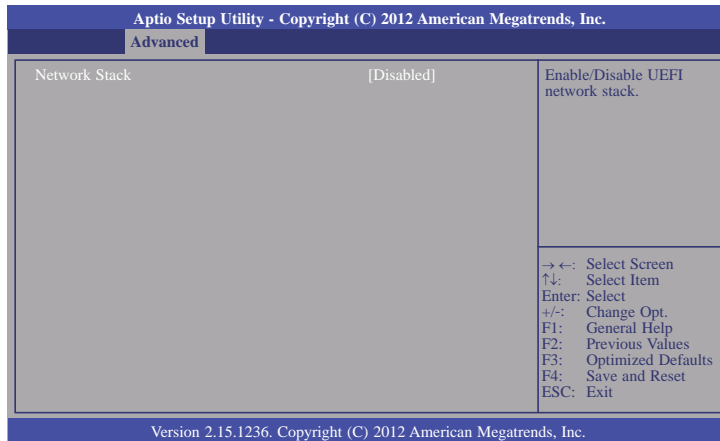 Aptio Setup Utility - Copyright (C) 2012 American Megatrends, Inc.
Advanced
Network Stack [Disabled]
Enable/Disable UEFI
network stack.
→ ←: Select Screen
↑↓: Select Item
Enter: Select
+/-: Change Opt.
F1: General Help
F2: Previous Values
F3: Optimized Defaults
F4: Save and Reset
ESC: Exit
Version 2.15.1236. Copyright (C) 2012 American Megatrends, Inc.